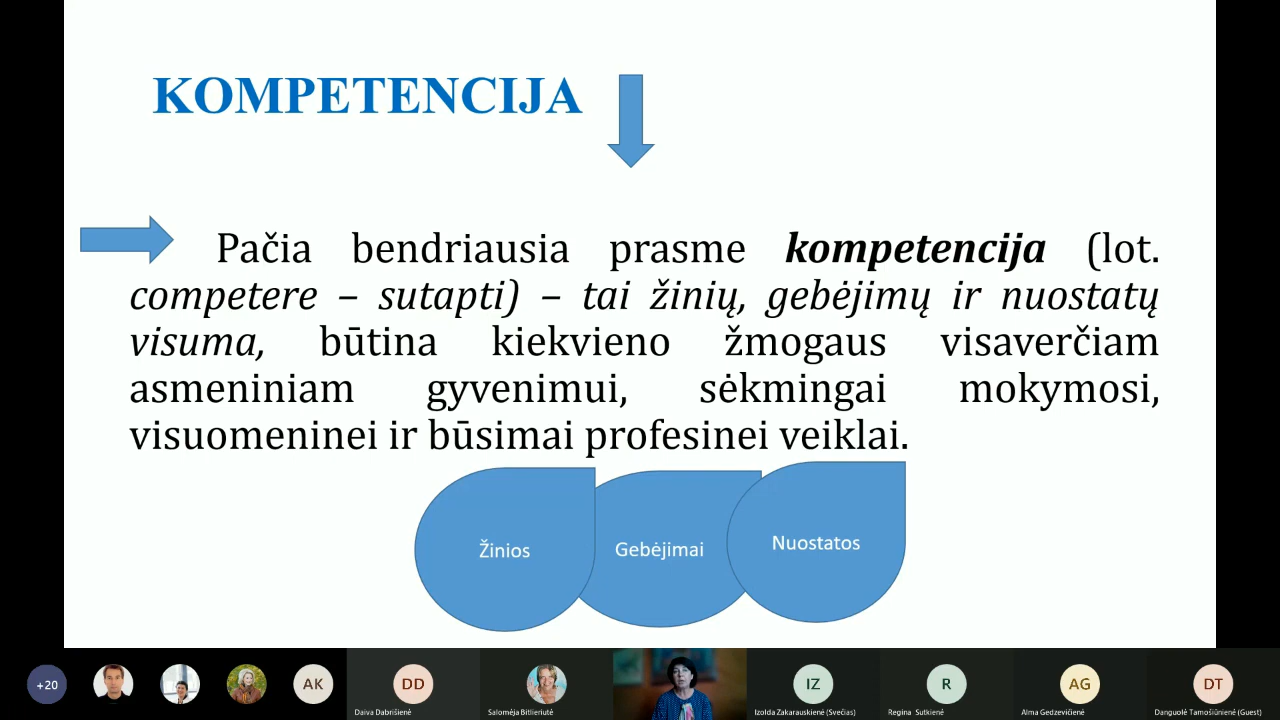 KOMPETENCIJA
Pačia bendriausia prasme kompetencija (lot.
competere – sutapti) – tai žinių, gebėjimų ir nuostatų
visuma, būtina kiekvieno žmogaus visaverčiam
asmeniniam gyvenimui, sėkmingai mokymosi,
visuomeninei ir būsimai profesinei veiklai.
Žinios
Gebėjimai
Nuostatos
+20
AK
DD
IZ
R
AG
DT
Daiva Dabrišienė
Salomėja Bitlieriutė
Izolda Zakarauskienė (Svečias)
Regina Sutkienė
Alma Gedzevičienė
Danguolė Tamošiūnienė (Guest)